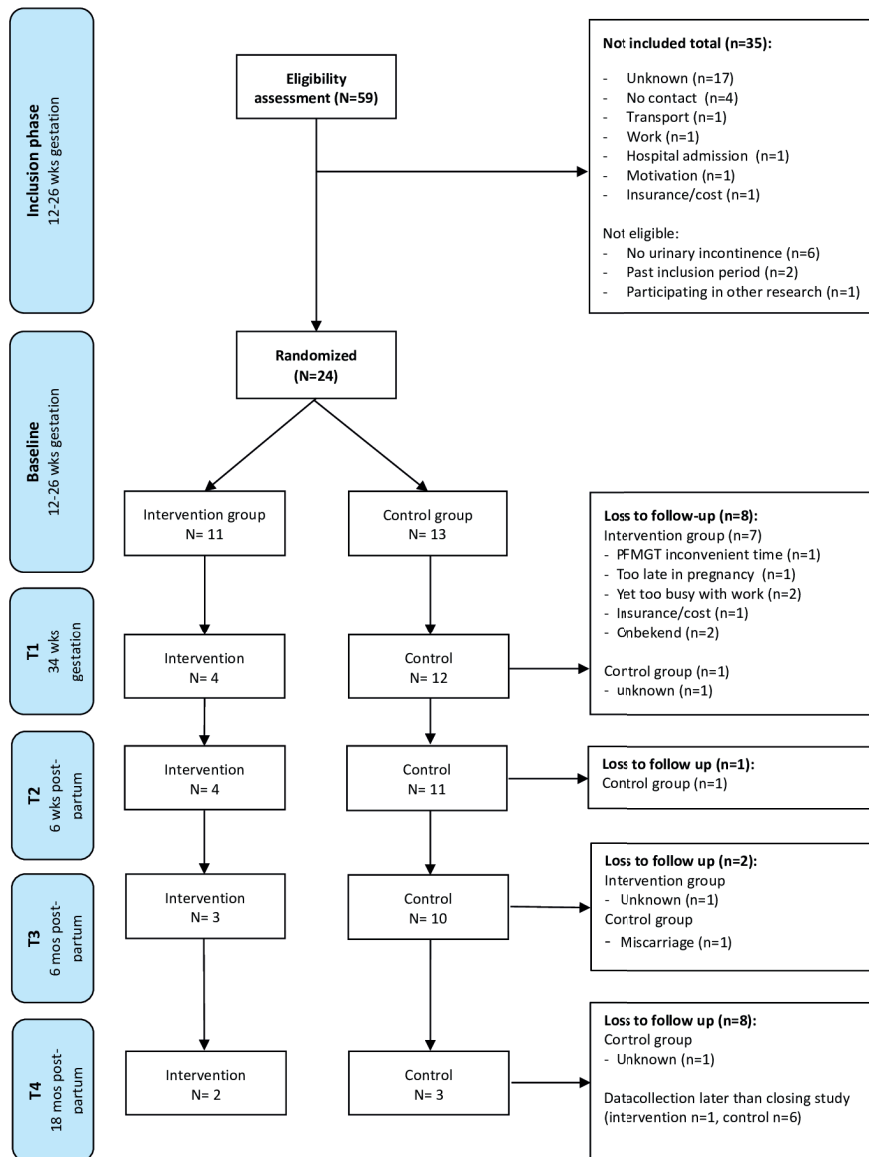 Inclusion phase
12-26 wks gestation
Eligibility
assessment (N=59)
Not included total (n=35):
- Unknown (n=17)
- No contact (n=4)
- Transport (n=1)
- Work (n=1)
- Hospital admission (n=1)
- Motivation (n=1)
- Insurance/cost (n=1)
Not eligible:
- No urinary incontinence (n=6)
- Past inclusion period (n=2)
- Participating in other research (n=1)
Baseline
12-26 wks gestation
Randomized
(N=24)
Intervention group
N= 11
Control group
N= 13
Loss to follow-up (n=8):
Intervention group (n=7)
- PFMGT inconvenient time (n=1)
- Too late in pregnancy (n=1)
- Yet too busy with work (n=2)
- Insurance/cost (n=1)
- Onbekend (n=2)
Control group (n=1)
- unknown (n=1)
T1
34 wks
gestation
Intervention
N= 4
Control
N= 12
T2
6 wks post-
partum
Intervention
N= 4
Control
N= 11
Loss to follow up (n=1):
Control group (n=1)
T3
6 mos post-
partum
Intervention
N= 3
Control
N= 10
Loss to follow up (n=2):
Intervention group
- Unknown (n=1)
Control group
- Miscarriage (n=1)
T4
18 mos post-
partum
Intervention
N= 2
Control
N= 3
Loss to follow up (n=8):
Control group
- Unknown (n=1)
Datacollection later than closing study
(intervention n=1, control n=6)